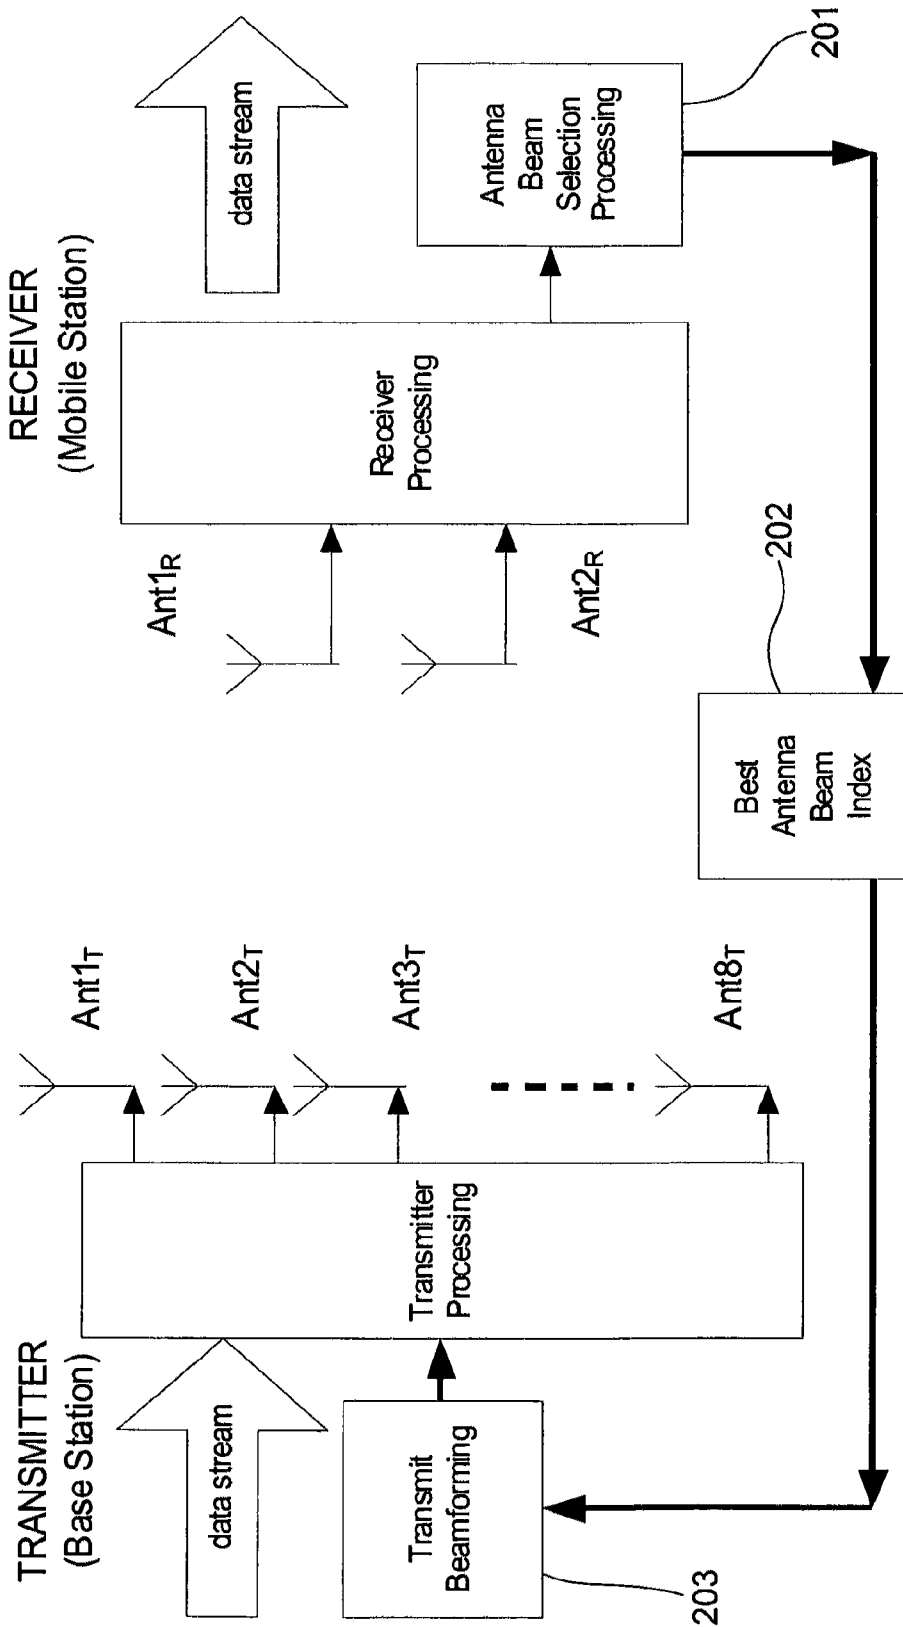 TRANSMITTER
(Base Station)
data stream
Transmit
Beamforming
203
Transmitter
Processing
Ant1T
Ant2T
Ant3T
Ant8T
Best
Antenna
Beam
Index
202
RECEIVER
(Mobile Station)
Ant1R
Ant2R
Receiver
Processing
data stream
Antenna
Beam
Selection
Processing
201